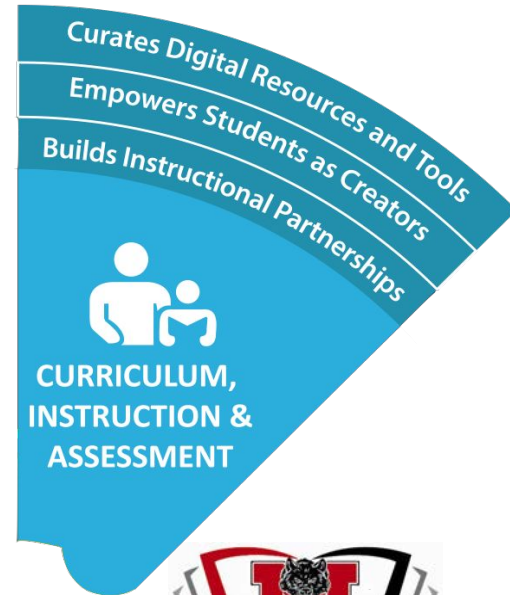 Curates Digital Resources and Tools
Empowers Students as Creators
Builds Instructional Partnerships
CURRICULUM,
INSTRUCTION &
ASSESSMENT